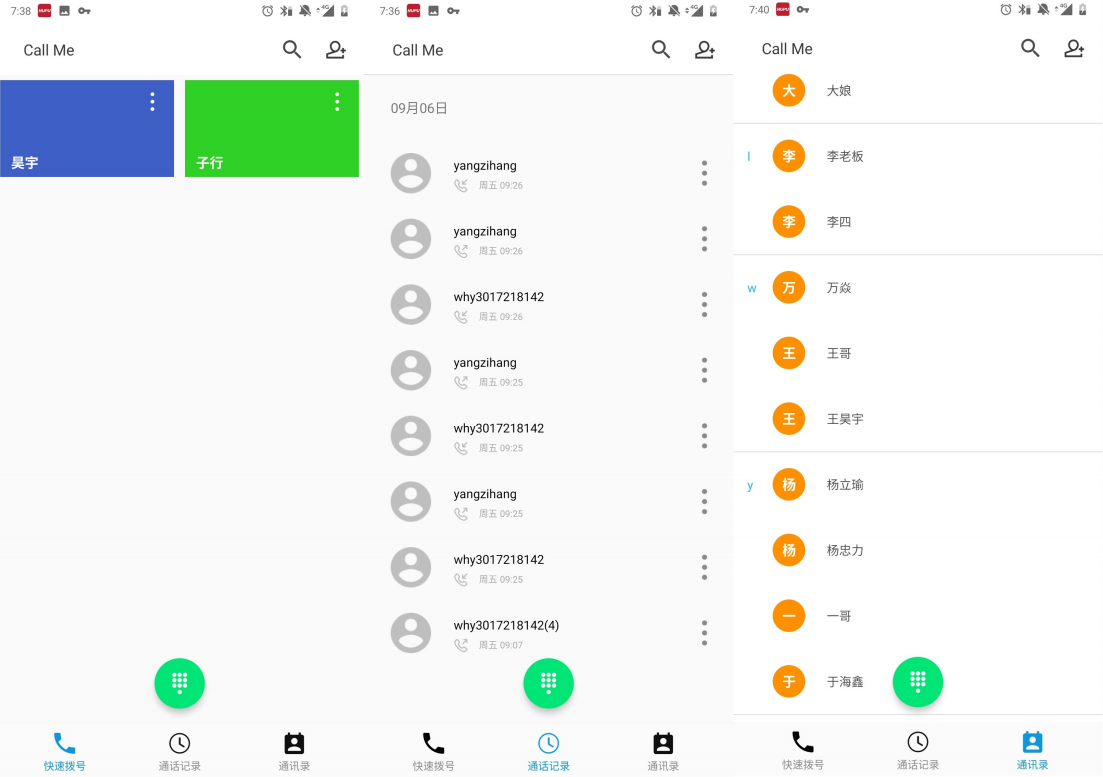 7:38 HUPU 4G
Call Me
昊宇
子行
快速拨号
通话记录
通讯录
7:36 HUPU 4G
Call Me
09月06日
yangzihang
周五 09:26
yangzihang
周五 09:26
why3017218142
周五 09:26
yangzihang
周五 09:25
why3017218142
周五 09:25
yangzihang
周五 09:25
why3017218142
周五 09:25
why3017218142(4)
周五 09:07
快速拨号
通话记录
通讯录
7:40 HUPU 4G
Call Me
大 大娘
l 李 李老板
李 李四
w 万 万焱
王 王哥
王 王昊宇
y 杨 杨立瑜
杨 杨忠力
一 一哥
于 于海鑫
快速拨号
通话记录
通讯录